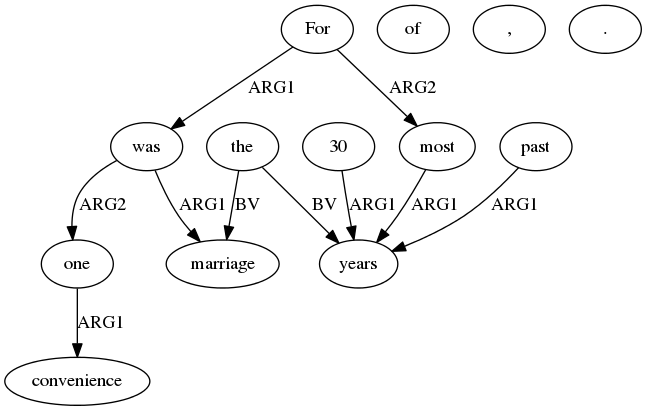 For of , .
ARG1 ARG2
was the 30 most past
ARG2 ARG1 BV BV ARG1 ARG1 ARG1
one marriage years
ARG1
convenience